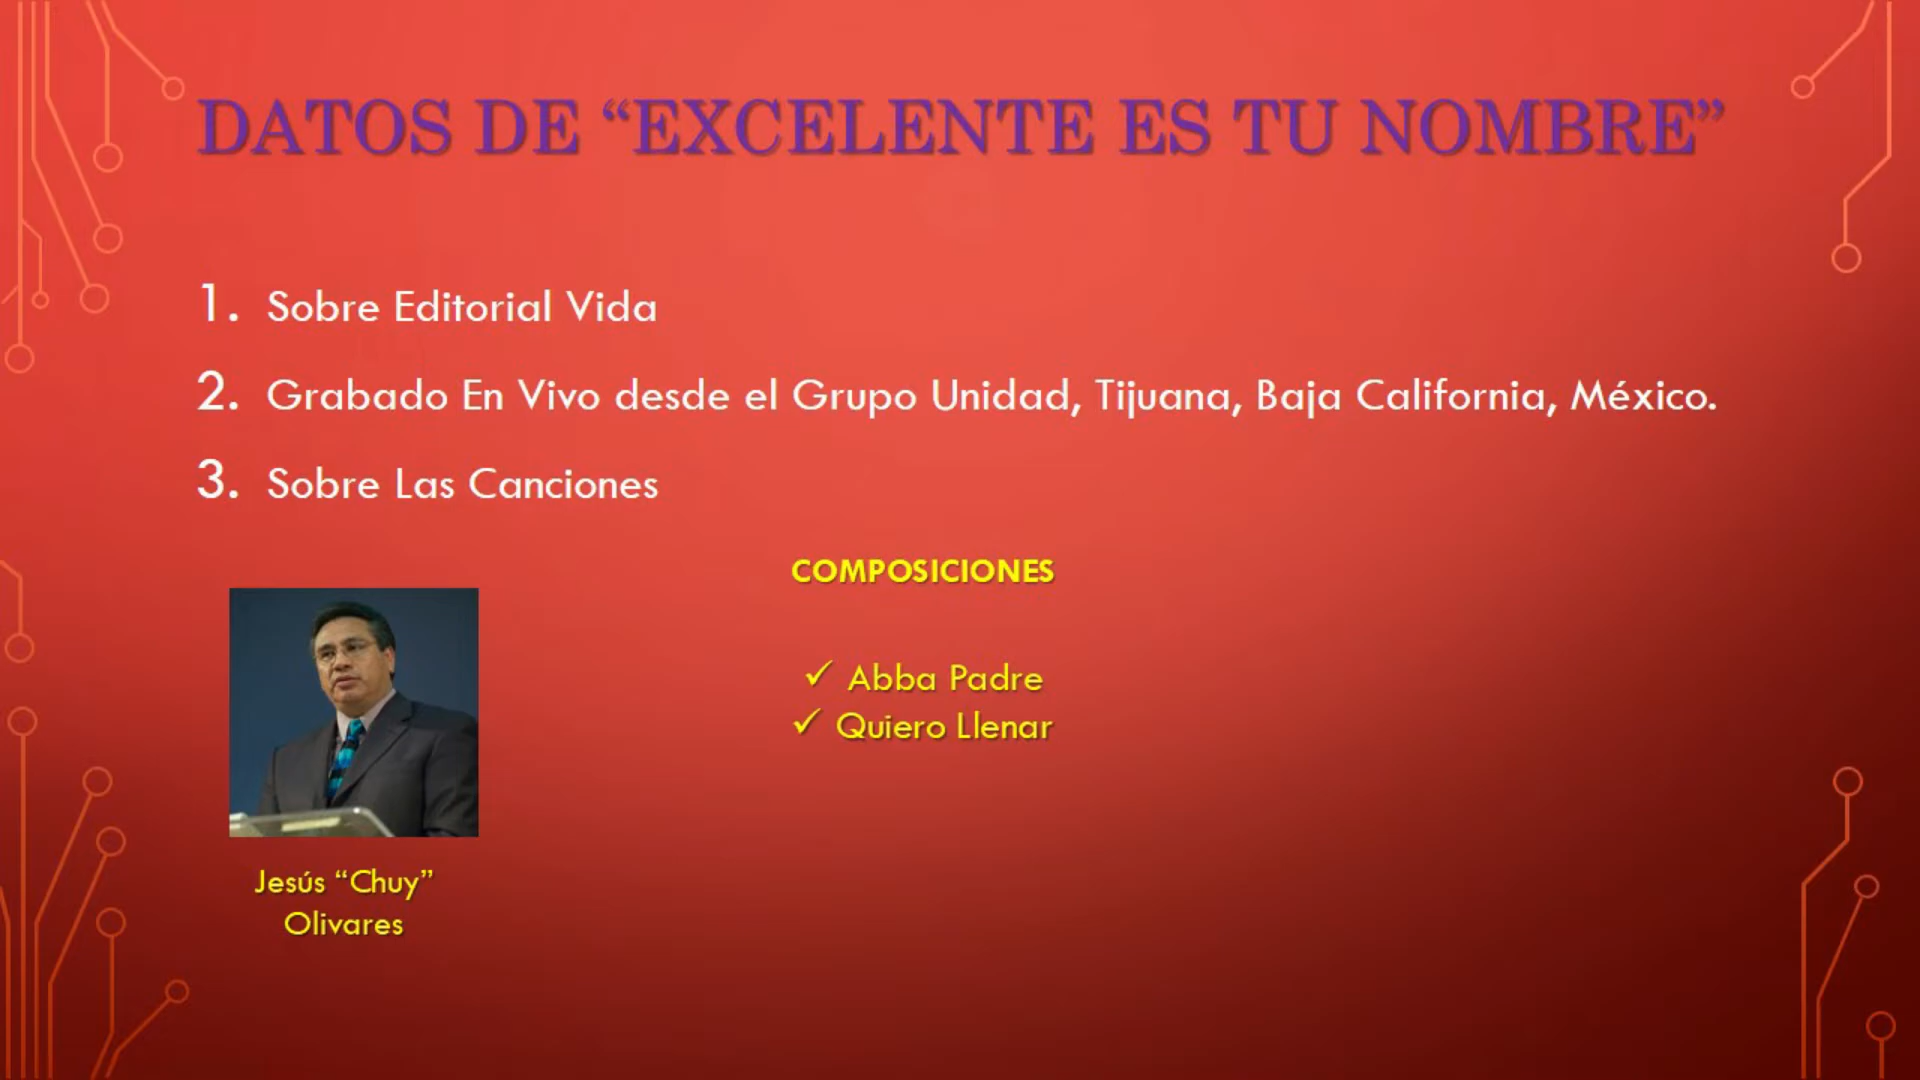 DATOS DE “EXCELENTE ES TU NOMBRE”
1. Sobre Editorial Vida
2. Grabado En Vivo desde el Grupo Unidad, Tijuana, Baja California, México.
3. Sobre Las Canciones
COMPOSICIONES
✓ Abba Padre
✓ Quiero Llenar
Jesús “Chuy”
Olivares